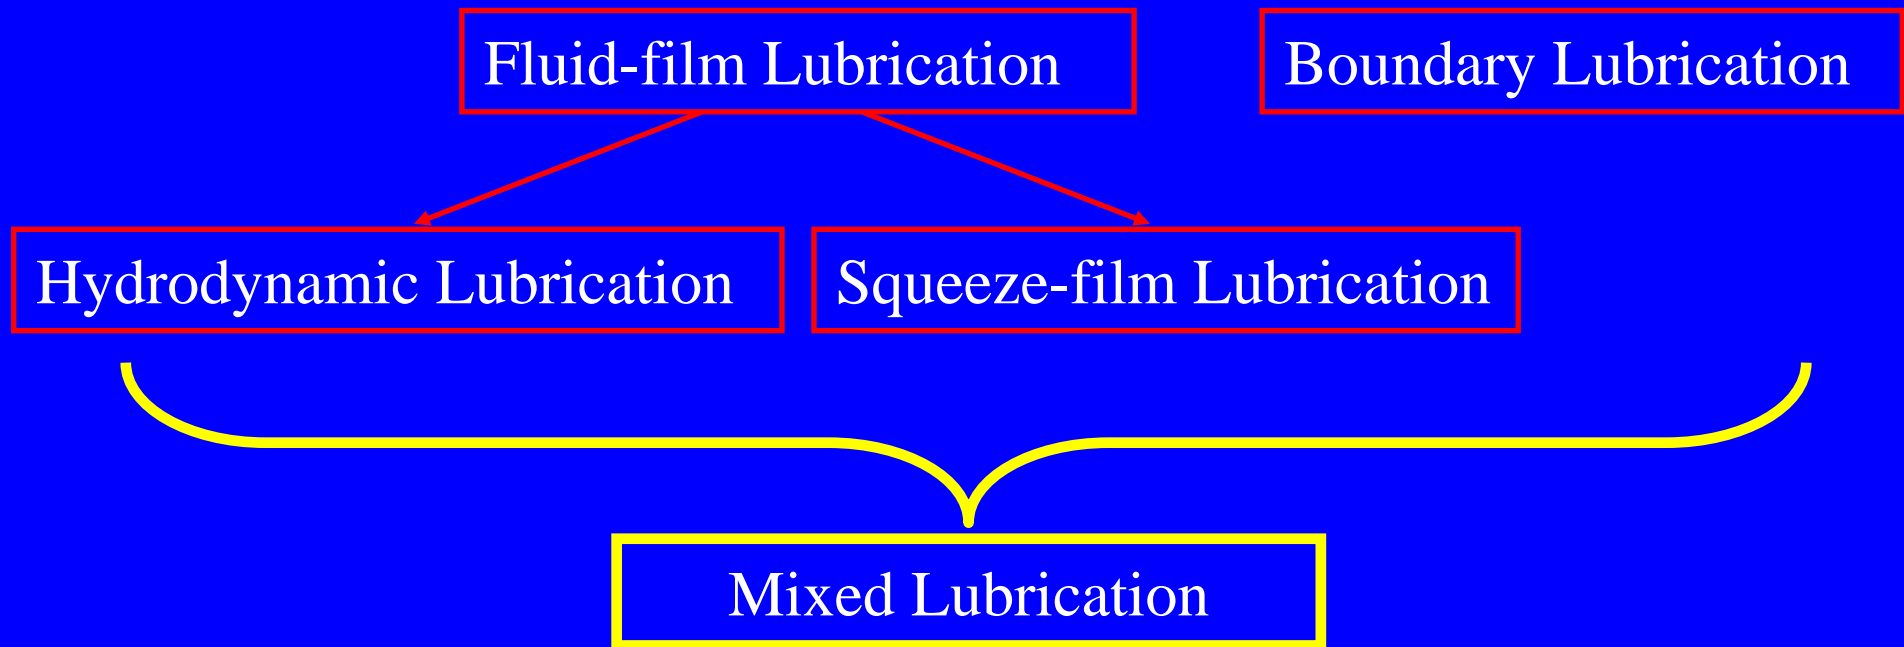 Fluid-film Lubrication
Boundary Lubrication
Hydrodynamic Lubrication
Squeeze-film Lubrication
Mixed Lubrication